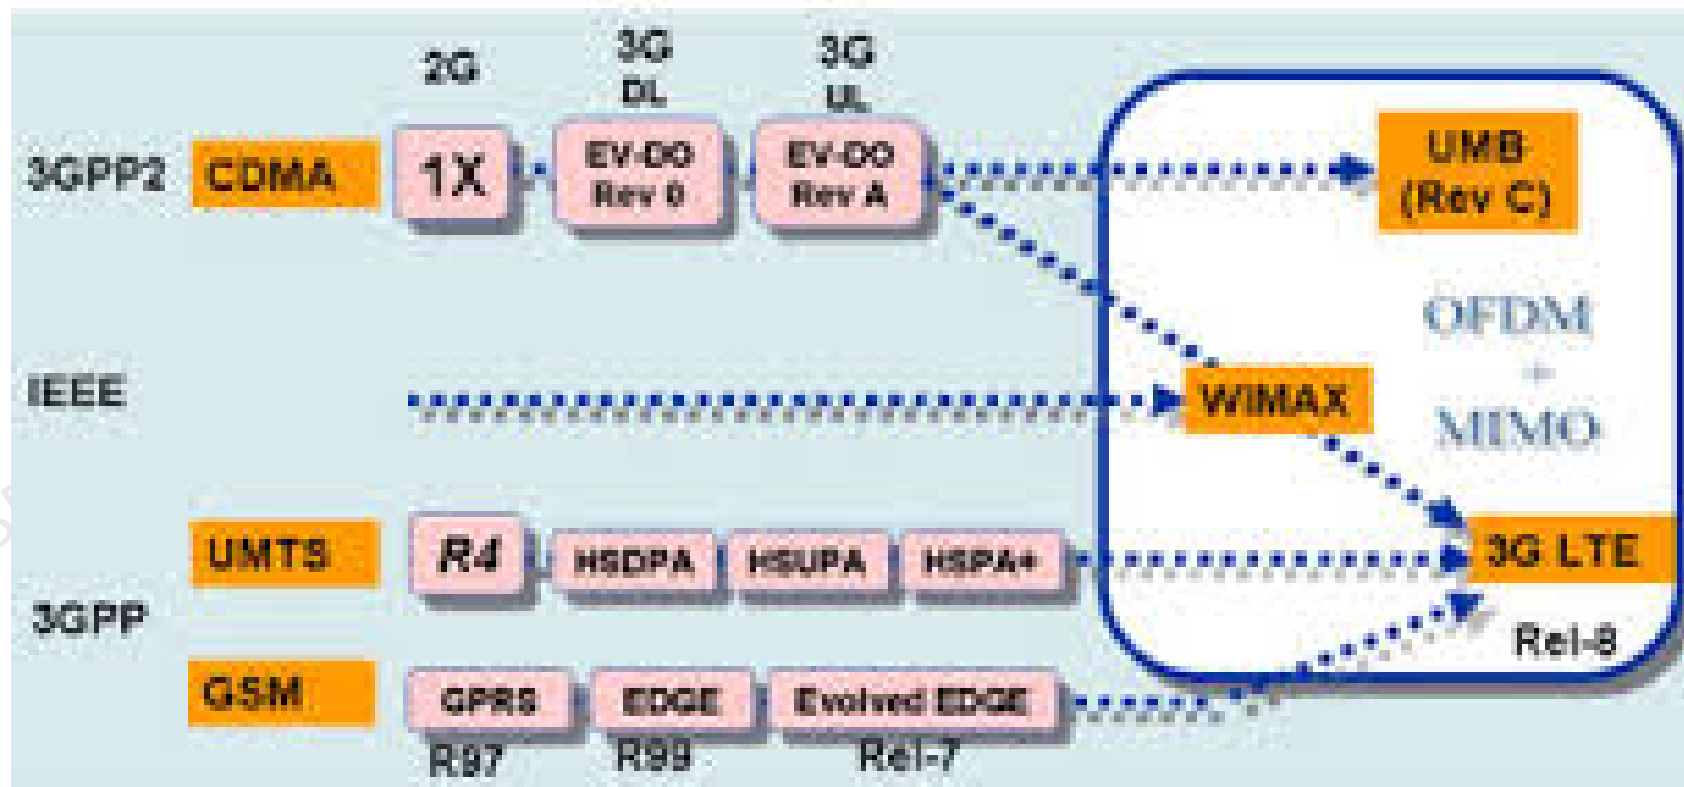 2G
3G
DL
3G
UL
3GPP2
CDMA
1X
EV-DO
Rev 0
EV-DO
Rev A
UMB
(Rev C)
OFDM
+
MIMO
IEEE
WIMAX
UMTS
R4
HSDPA
HSUPA
HSPA+
3G LTE
3GPP
Rel-8
GSM
GPRS
EDGE
Evolved EDGE
R97
R99
Rel-7